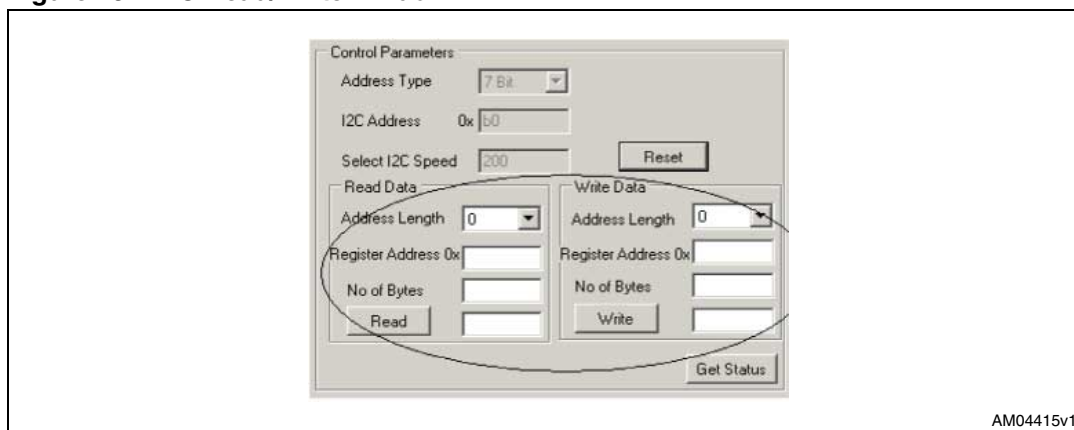 Control Parameters
Address Type 7 Bit
I2C Address 0x b0
Select I2C Speed 200
Reset
Read Data
Address Length 0
Register Address 0x
No of Bytes
Read
Write Data
Address Length 0
Register Address 0x
No of Bytes
Write
Get Status
AM04415v1